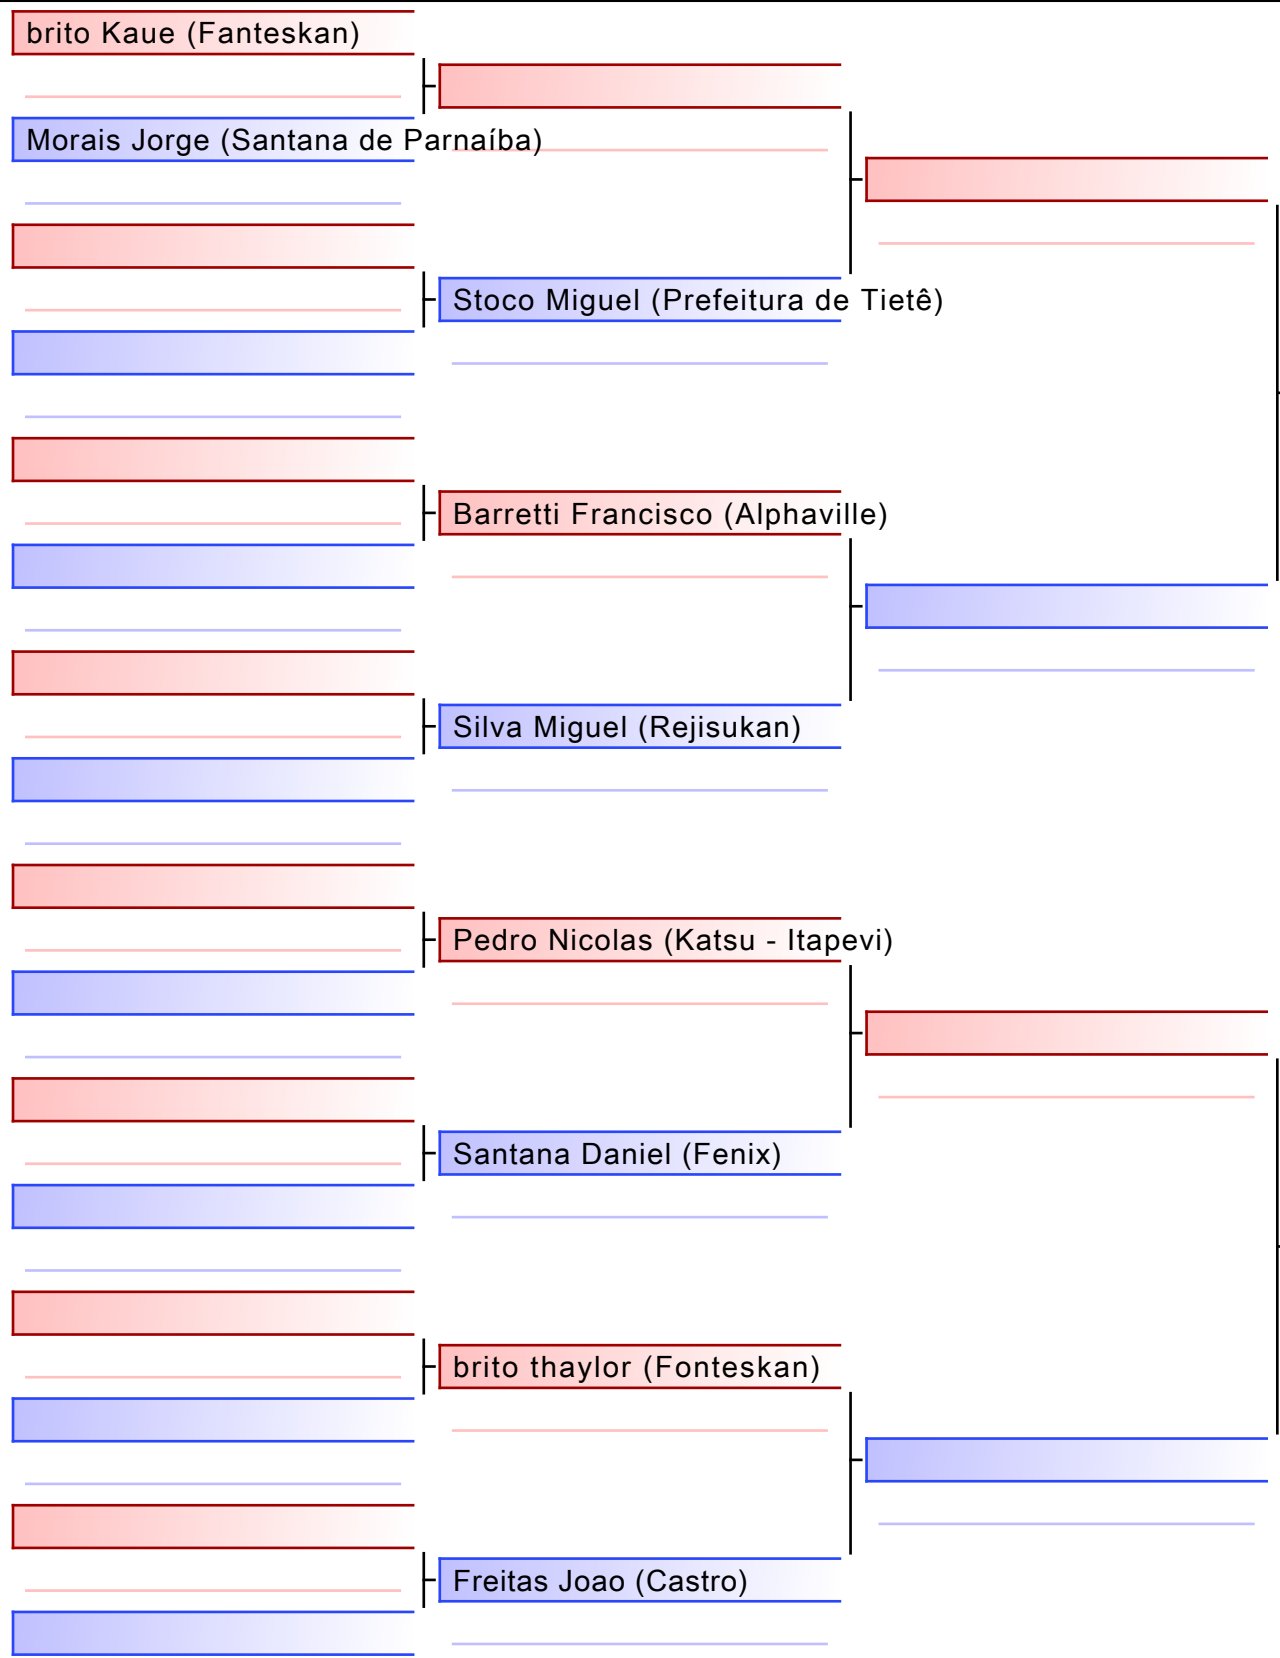 brito Kaue (Fanteskan)
Morais Jorge (Santana de Parnaíba)
Stoco Miguel (Prefeitura de Tietê)
Barretti Francisco (Alphaville)
Silva Miguel (Rejisukan)
Pedro Nicolas (Katsu - Itapevi)
Santana Daniel (Fenix)
brito thaylor (Fonteskan)
Freitas Joao (Castro)